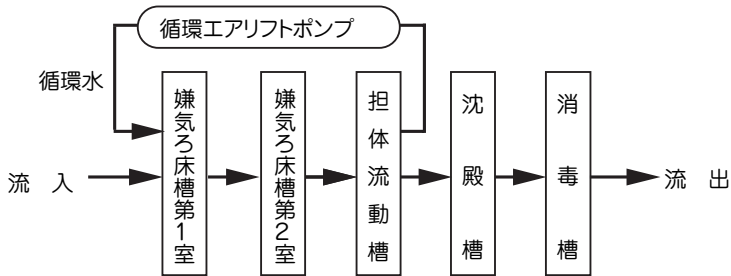 循環エアリフトポンプ
循環水
流入
嫌気ろ床槽第1室
嫌気ろ床槽第2室
担体流動槽
沈殿槽
消毒槽
流出